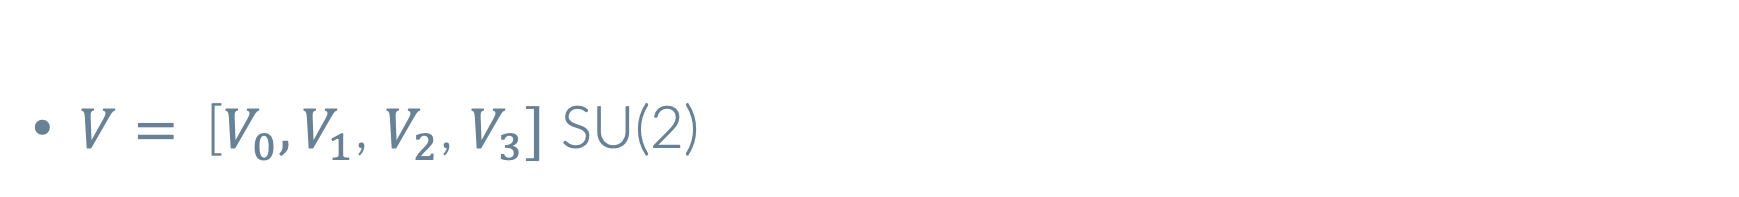 • V = [V₀, V₁, V₂, V₃] SU(2)